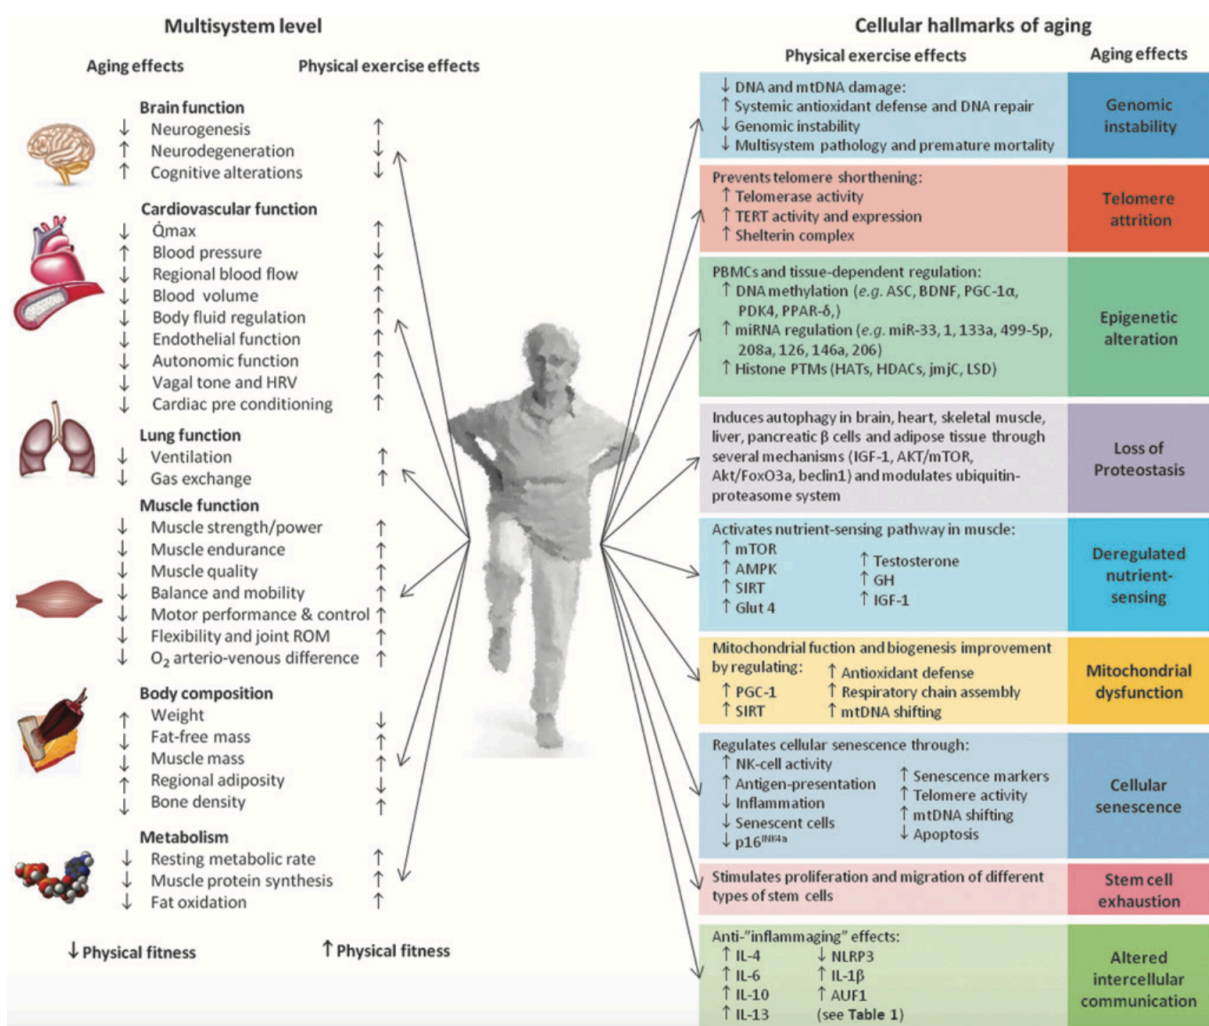 Multisystem level
Aging effects
Physical exercise effects
Brain function
↓ Neurogenesis ↑
↑ Neurodegeneration ↓
↑ Cognitive alterations ↓
Cardiovascular function
↓ Q̇max ↑
↑ Blood pressure ↓
↓ Regional blood flow ↑
↓ Blood volume ↑
↓ Body fluid regulation ↑
↓ Endothelial function ↑
↓ Autonomic function ↑
↓ Vagal tone and HRV ↑
↓ Cardiac pre conditioning ↑
Lung function
↓ Ventilation ↑
↓ Gas exchange ↑
Muscle function
↓ Muscle strength/power ↑
↓ Muscle endurance ↑
↓ Muscle quality ↑
↓ Balance and mobility ↑
↓ Motor performance & control ↑
↓ Flexibility and joint ROM ↑
↓ O₂ arterio-venous difference ↑
Body composition
↑ Weight ↓
↓ Fat-free mass ↑
↓ Muscle mass ↑
↑ Regional adiposity ↓
↓ Bone density ↑
Metabolism
↓ Resting metabolic rate ↑
↓ Muscle protein synthesis ↑
↓ Fat oxidation ↑
↓ Physical fitness
↑ Physical fitness
Cellular hallmarks of aging
Physical exercise effects
Aging effects
↓ DNA and mtDNA damage:
↑ Systemic antioxidant defense and DNA repair
↓ Genomic instability
↓ Multisystem pathology and premature mortality
Genomic
instability
Prevents telomere shortening:
↑ Telomerase activity
↑ TERT activity and expression
↑ Shelterin complex
Telomere
attrition
PBMCs and tissue-dependent regulation:
↑ DNA methylation (e.g. ASC, BDNF, PGC-1α,
PDK4, PPAR-δ,)
↑ miRNA regulation (e.g. miR-33, 1, 133a, 499-5p,
208a, 126, 146a, 206)
↑ Histone PTMs (HATs, HDACs, jmjC, LSD)
Epigenetic
alteration
Induces autophagy in brain, heart, skeletal muscle,
liver, pancreatic β cells and adipose tissue through
several mechanisms (IGF-1, AKT/mTOR,
Akt/FoxO3a, beclin1) and modulates ubiquitin-
proteasome system
Loss of
Proteostasis
Activates nutrient-sensing pathway in muscle:
↑ mTOR
↑ AMPK
↑ SIRT
↑ Glut 4
↑ Testosterone
↑ GH
↑ IGF-1
Deregulated
nutrient-
sensing
Mitochondrial fuction and biogenesis improvement
by regulating:
↑ PGC-1
↑ SIRT
↑ Antioxidant defense
↑ Respiratory chain assembly
↑ mtDNA shifting
Mitochondrial
dysfunction
Regulates cellular senescence through:
↑ NK-cell activity
↑ Antigen-presentation
↓ Inflammation
↓ Senescent cells
↓ p16ᴵᴺᴷ⁴ᵃ
↑ Senescence markers
↑ Telomere activity
↑ mtDNA shifting
↓ Apoptosis
Cellular
senescence
Stimulates proliferation and migration of different
types of stem cells
Stem cell
exhaustion
Anti-"inflammaging" effects:
↑ IL-4
↑ IL-6
↑ IL-10
↑ IL-13
↓ NLRP3
↑ IL-1β
↑ AUF1
(see Table 1)
Altered
intercellular
communication